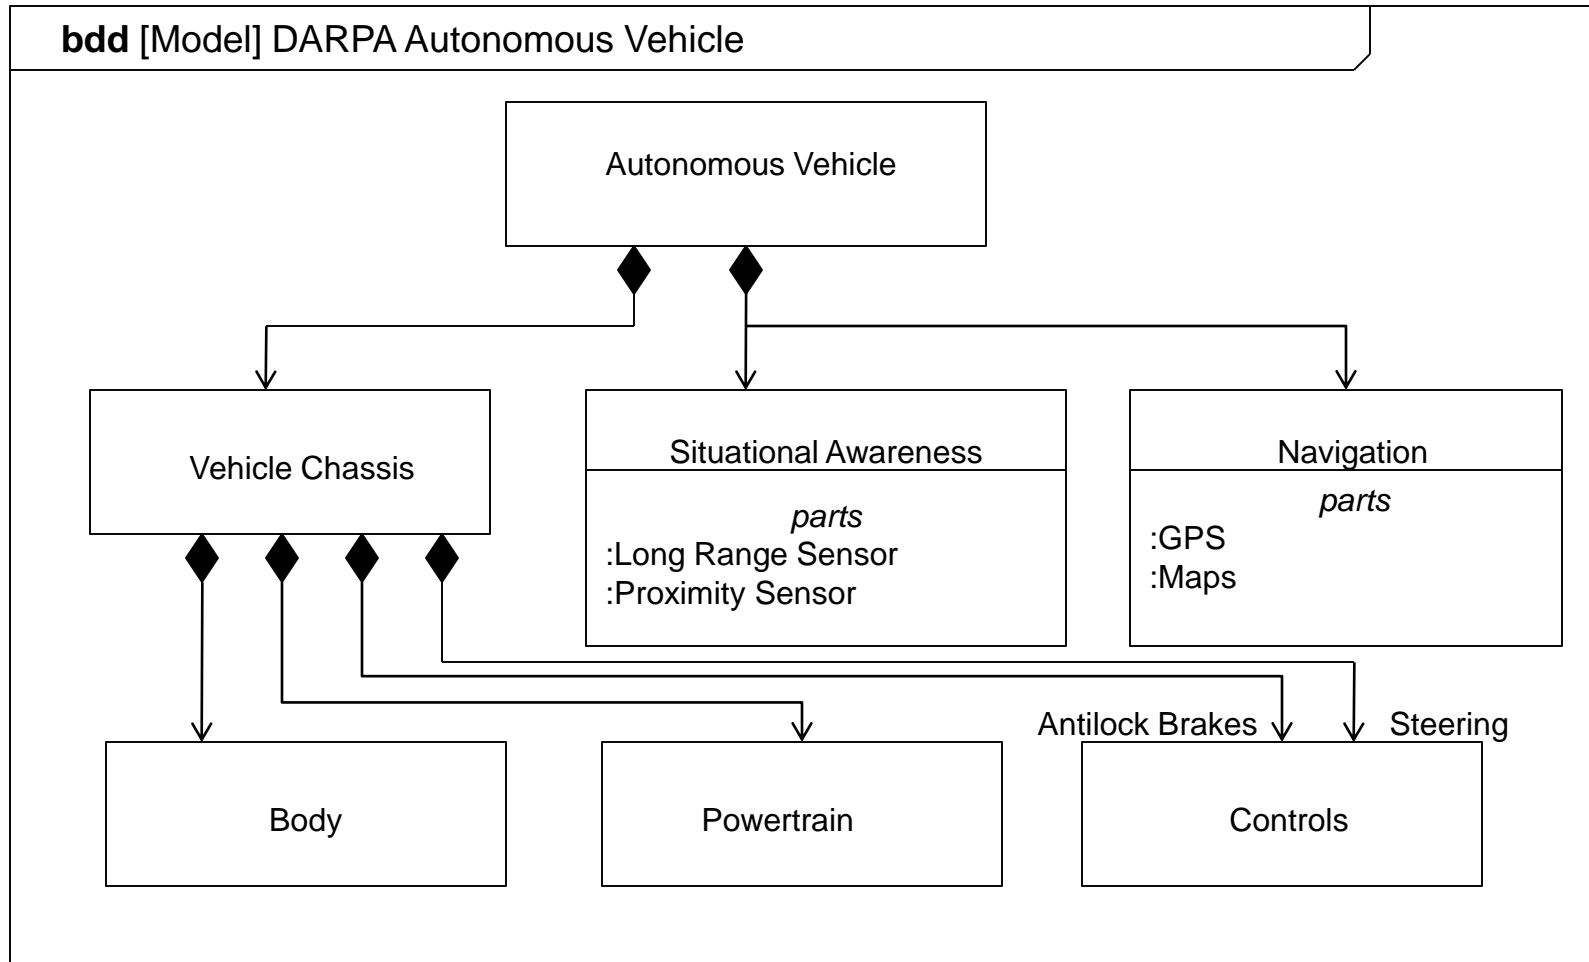 bdd [Model] DARPA Autonomous Vehicle
Autonomous Vehicle
Vehicle Chassis
Situational Awareness
parts
:Long Range Sensor
:Proximity Sensor
Navigation
parts
:GPS
:Maps
Antilock Brakes
Steering
Body
Powertrain
Controls